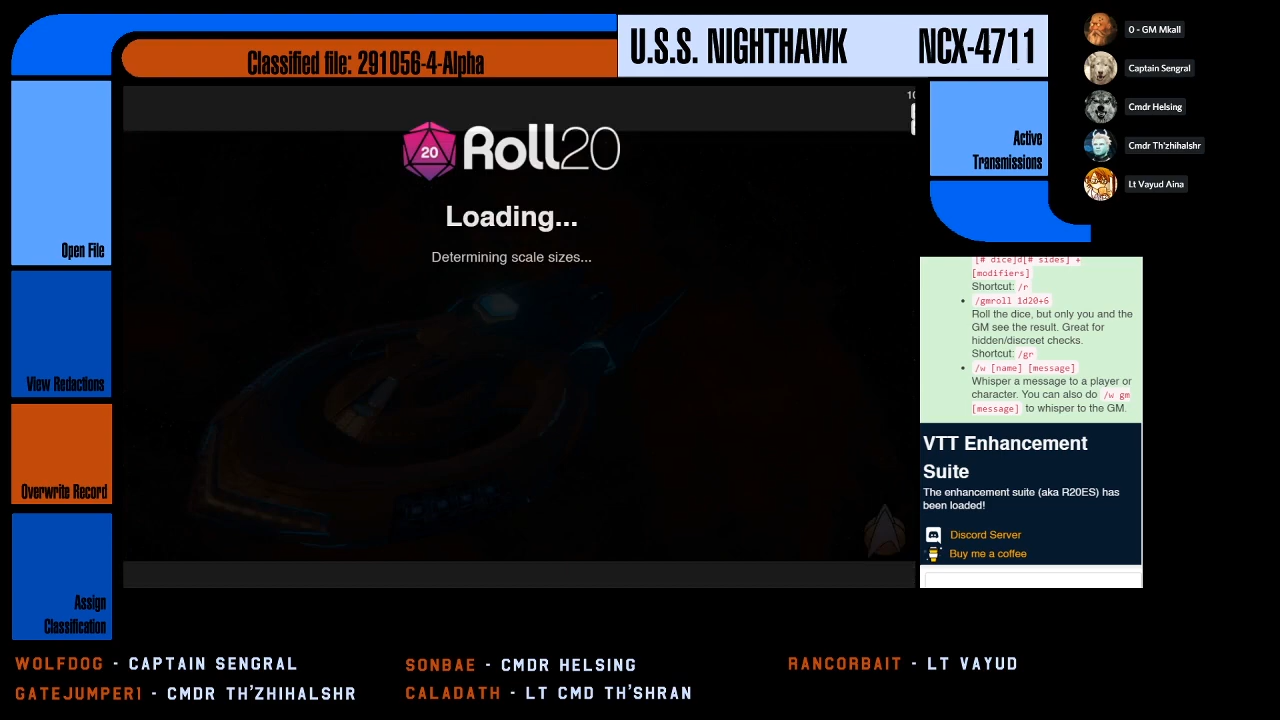 Classified file: 291056-4-Alpha
U.S.S. NIGHTHAWK NCX-4711
0 - GM Mkall
Captain Sengral
Cmdr Helsing
Cmdr Th'zhihalshr
Lt Vayud Aina
Active
Transmissions
Open File
View Redactions
Overwrite Record
Assign
Classification
20
Roll20
Loading...
Determining scale sizes...
[# dice]d[# sides] +
[modifiers]
Shortcut: /r
/gmroll 1d20+6
Roll the dice, but only you and the
GM see the result. Great for
hidden/discreet checks.
Shortcut: /gr
/w [name] [message]
Whisper a message to a player or
character. You can also do /w gm
[message] to whisper to the GM.
VTT Enhancement
Suite
The enhancement suite (aka R20ES) has
been loaded!
Discord Server
Buy me a coffee
WOLFDOG - CAPTAIN SENGRAL
SONBAE - CMDR HELSING
RANCORBAIT - LT VAYUD
GATEJUMPER1 - CMDR TH'ZHIHALSHR
CALADATH - LT CMD TH'SHRAN